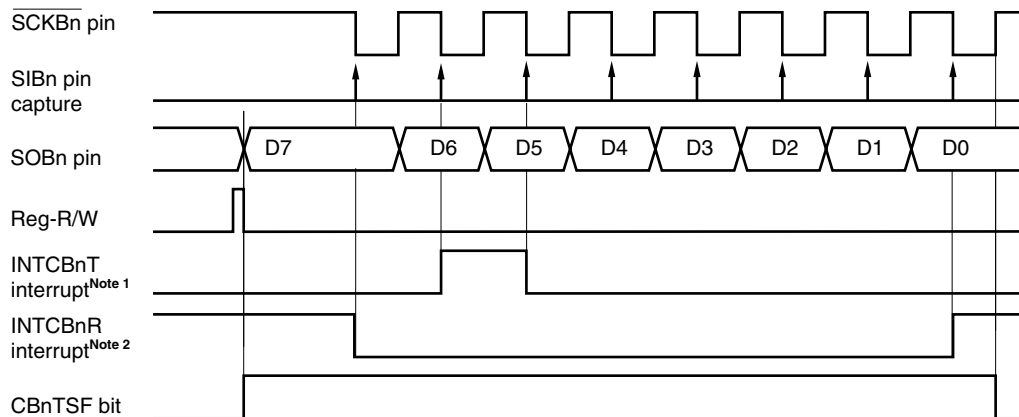 SCKBn pin
SIBn pin
capture
SOBn pin
D7 D6 D5 D4 D3 D2 D1 D0
Reg-R/W
INTCBnT
interruptNote 1
INTCBnR
interruptNote 2
CBnTSF bit